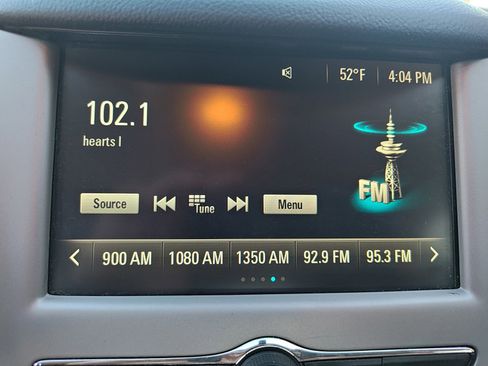 52°F 4:04 PM
102.1
hearts I
FM
Source Tune Menu
900 AM 1080 AM 1350 AM 92.9 FM 95.3 FM